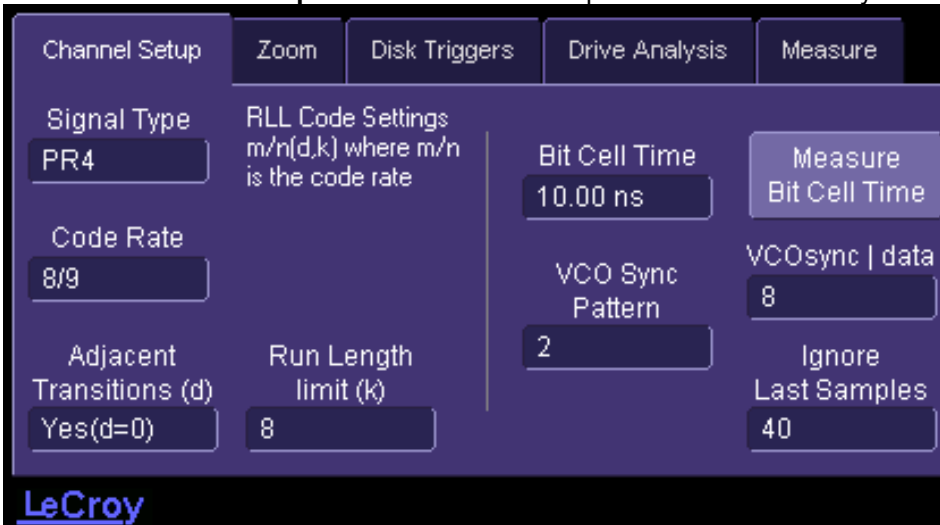 Channel Setup
Zoom
Disk Triggers
Drive Analysis
Measure
Signal Type
PR4
Code Rate
8/9
Adjacent
Transitions (d)
Yes(d=0)
RLL Code Settings
m/n(d,k) where m/n
is the code rate
Run Length
limit (k)
8
Bit Cell Time
10.00 ns
VCO Sync
Pattern
2
Measure
Bit Cell Time
VCOsync | data
8
Ignore
Last Samples
40
LeCroy